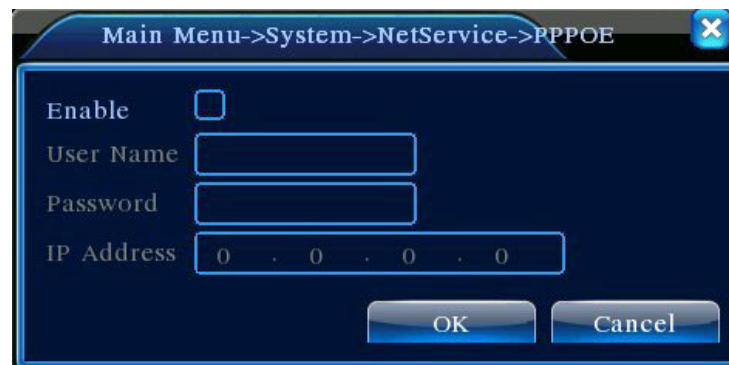 Main Menu->System->NetService->PPPOE
Enable
User Name
Password
IP Address 0 . 0 . 0 . 0
OK Cancel